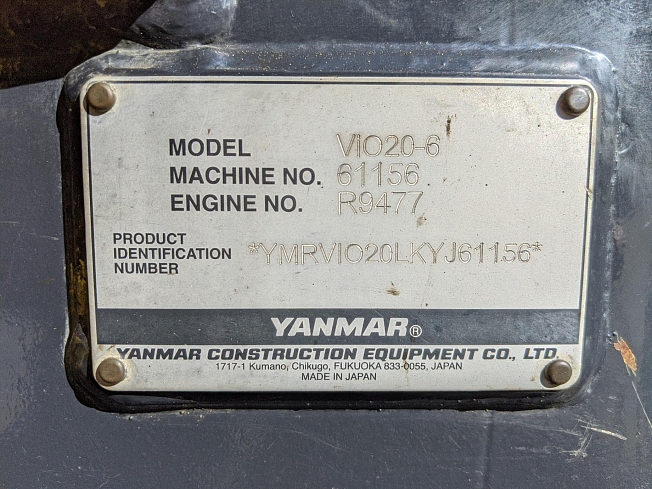 MODEL ViO20-6
MACHINE NO. 61156
ENGINE NO. R9477
PRODUCT
IDENTIFICATION
NUMBER
*YMRVIO20LKYJ61156*
YANMAR®
YANMAR CONSTRUCTION EQUIPMENT CO., LTD.
1717-1 Kumano, Chikugo, FUKUOKA 833-0055, JAPAN
MADE IN JAPAN